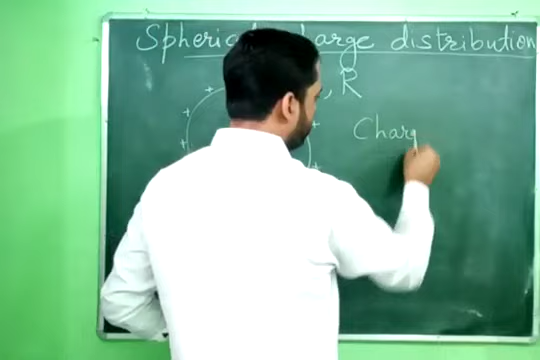 Spherical charge distribution
, R
Charg
+
+
+
+
+